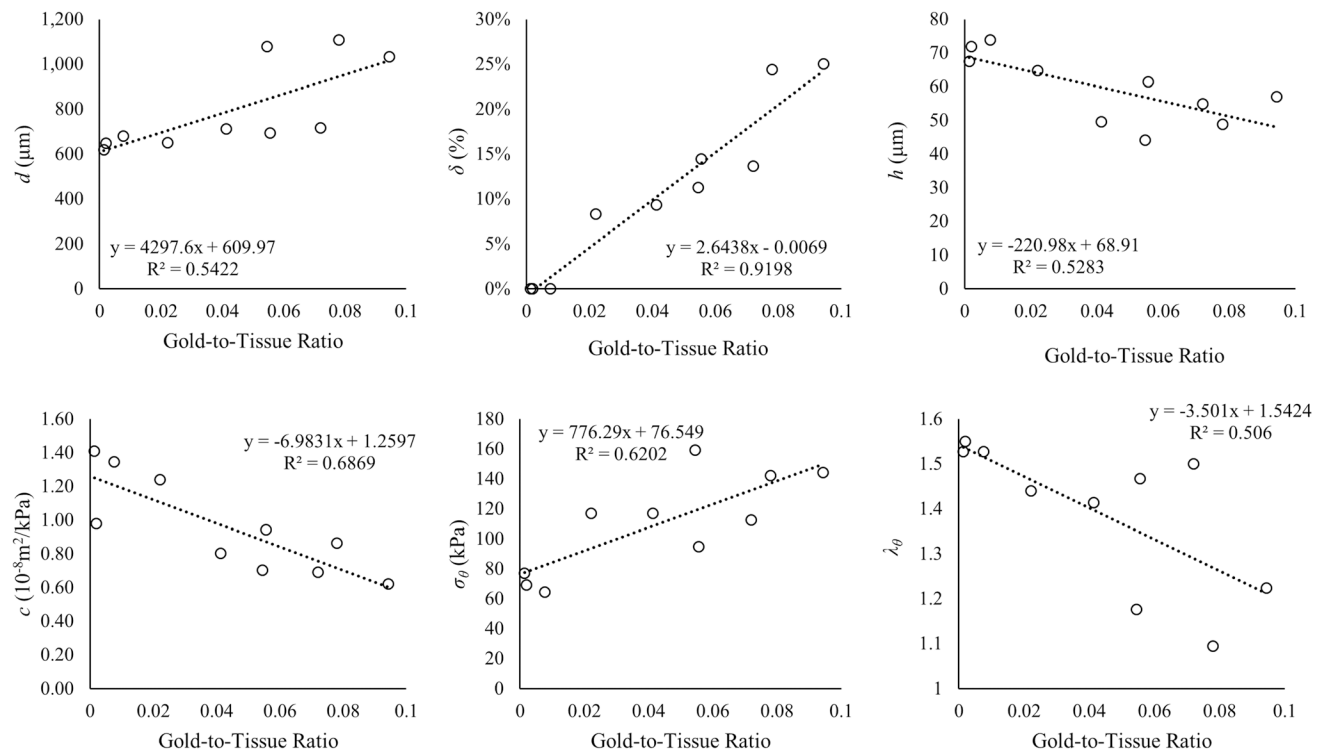 1,200
1,000
800
600
400
200
0
d (μm)
y = 4297.6x + 609.97
R² = 0.5422
0 0.02 0.04 0.06 0.08 0.1
Gold-to-Tissue Ratio
30%
25%
20%
15%
10%
5%
0%
δ (%)
y = 2.6438x - 0.0069
R² = 0.9198
0 0.02 0.04 0.06 0.08 0.1
Gold-to-Tissue Ratio
80
70
60
50
40
30
20
10
0
h (μm)
y = -220.98x + 68.91
R² = 0.5283
0 0.02 0.04 0.06 0.08 0.1
Gold-to-Tissue Ratio
1.60
1.40
1.20
1.00
0.80
0.60
0.40
0.20
0.00
c (10⁻⁸m²/kPa)
y = -6.9831x + 1.2597
R² = 0.6869
0 0.02 0.04 0.06 0.08 0.1
Gold-to-Tissue Ratio
180
160
140
120
100
80
60
40
20
0
σθ (kPa)
y = 776.29x + 76.549
R² = 0.6202
0 0.02 0.04 0.06 0.08 0.1
Gold-to-Tissue Ratio
1.6
1.5
1.4
1.3
1.2
1.1
1
λθ
y = -3.501x + 1.5424
R² = 0.506
0 0.02 0.04 0.06 0.08 0.1
Gold-to-Tissue Ratio